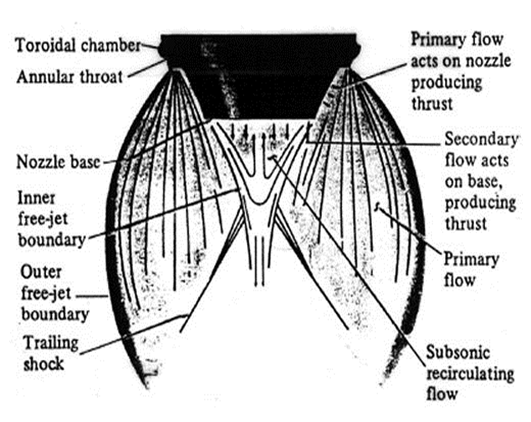 Toroidal chamber
Annular throat
Nozzle base
Inner
free-jet
boundary
Outer
free-jet
boundary
Trailing
shock
Primary flow
acts on nozzle
producing
thrust
Secondary
flow acts
on base,
producing
thrust
Primary
flow
Subsonic
recirculating
flow